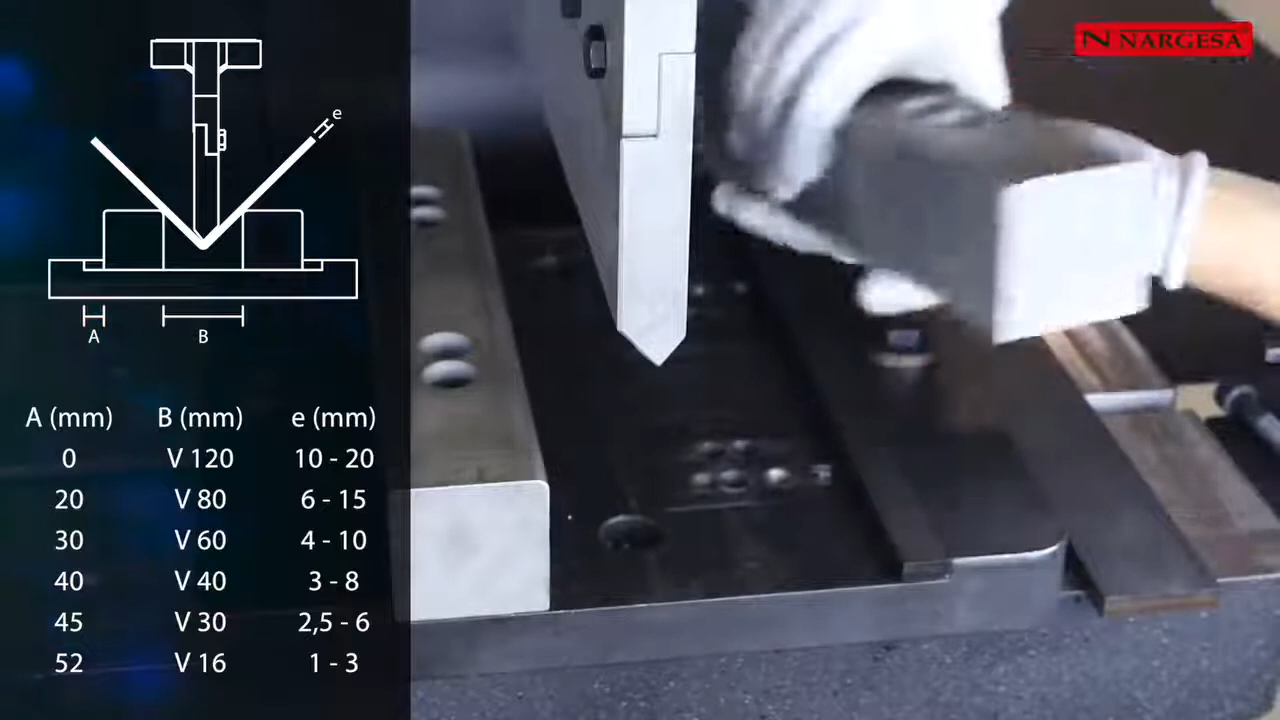 NARGESA
e
A B
A (mm) B (mm) e (mm)
0 V 120 10 - 20
20 V 80 6 - 15
30 V 60 4 - 10
40 V 40 3 - 8
45 V 30 2,5 - 6
52 V 16 1 - 3